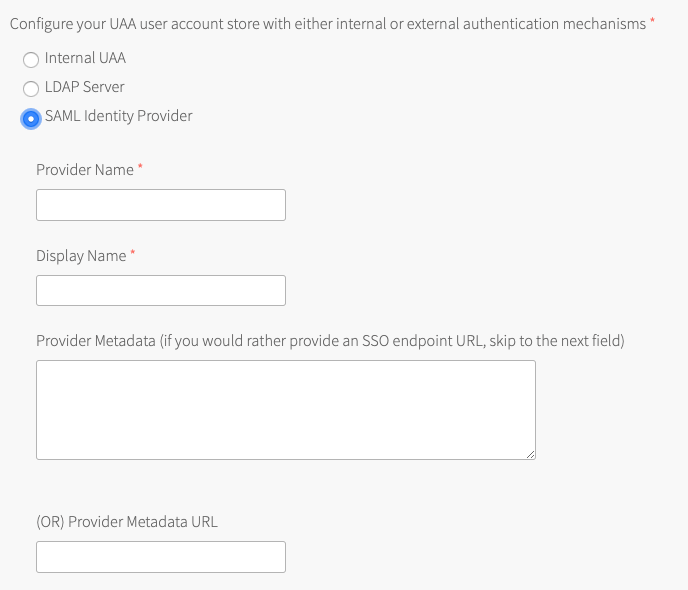 Configure your UAA user account store with either internal or external authentication mechanisms *
Internal UAA
LDAP Server
SAML Identity Provider
Provider Name *
Display Name *
Provider Metadata (if you would rather provide an SSO endpoint URL, skip to the next field)
(OR) Provider Metadata URL